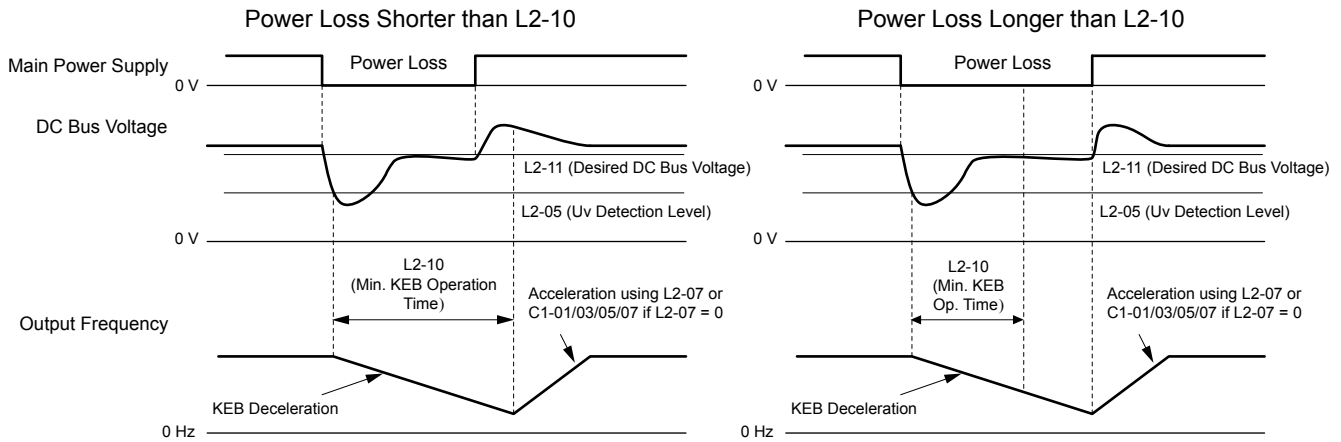 Power Loss Shorter than L2-10
Main Power Supply
Power Loss
0 V
DC Bus Voltage
L2-11 (Desired DC Bus Voltage)
L2-05 (Uv Detection Level)
0 V
L2-10
(Min. KEB Operation
Time)
Acceleration using L2-07 or
C1-01/03/05/07 if L2-07 = 0
Output Frequency
KEB Deceleration
0 Hz
Power Loss Longer than L2-10
Power Loss
0 V
L2-11 (Desired DC Bus Voltage)
L2-05 (Uv Detection Level)
0 V
L2-10
(Min. KEB
Op. Time)
Acceleration using L2-07 or
C1-01/03/05/07 if L2-07 = 0
KEB Deceleration
0 Hz